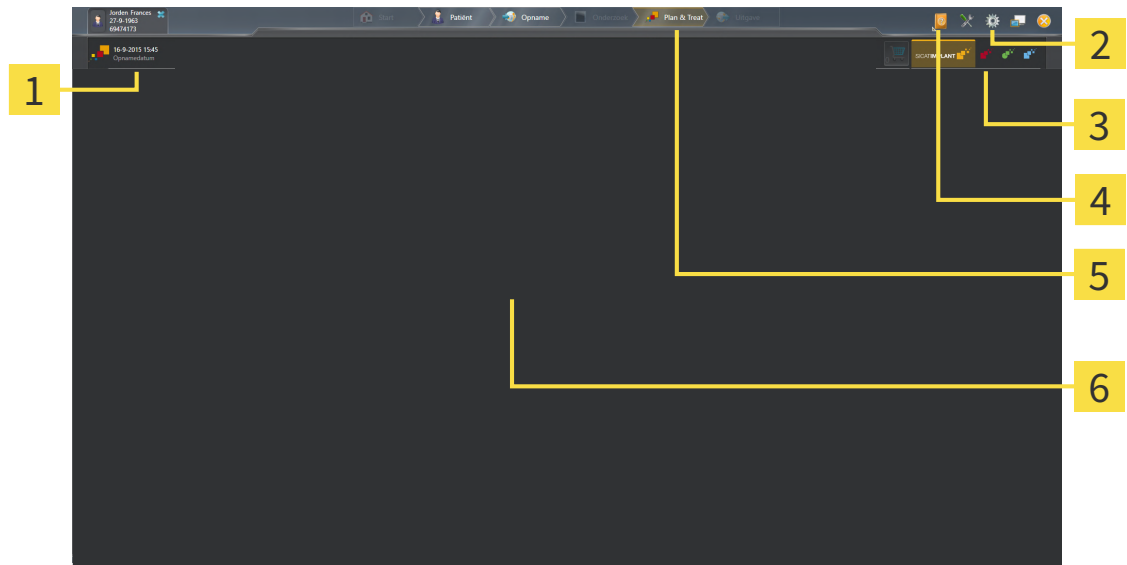 Jorden Frances
27-9-1963
69474173
Start
Patiënt
Opname
Onderzoek
Plan & Treat
Uitgave
16-9-2015 15:45
Opnamedatum
SICAT IMPLANT
1
2
3
4
5
6